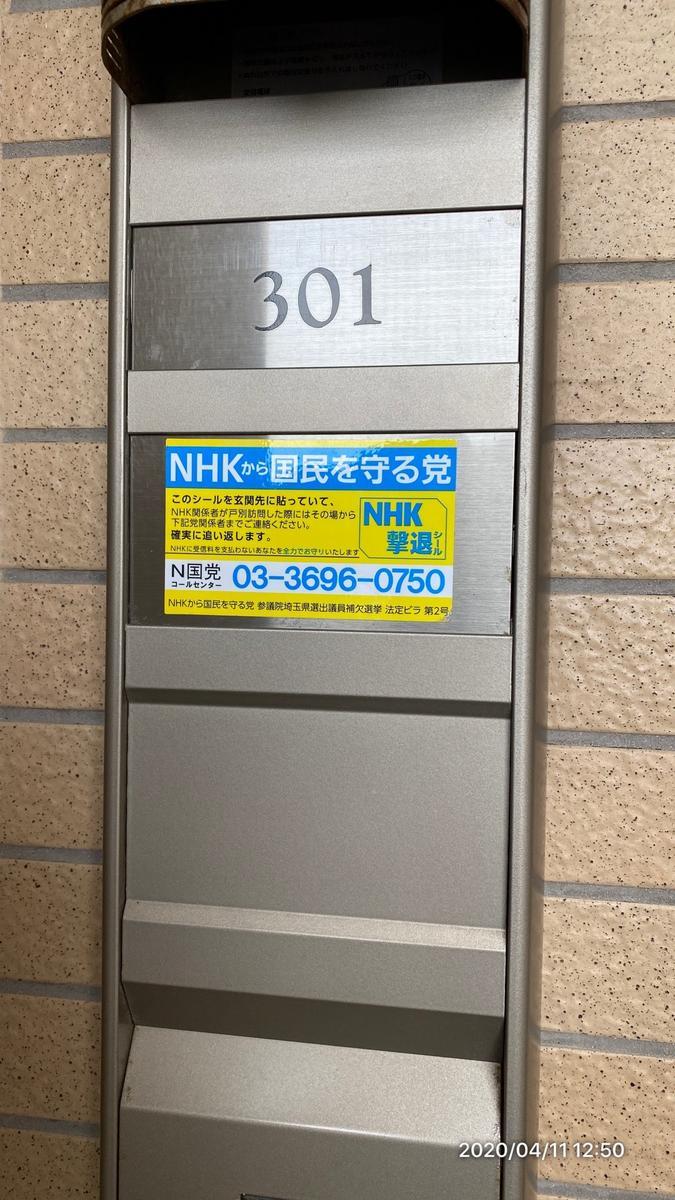 301
NHKから国民を守る党
このシールを玄関先に貼っていて、
NHK関係者が戸別訪問した際にはその場から
下記党関係者までご連絡ください。
確実に追い返します。
NHKに受信料を支払わないあなたを全力でお守りいたします
NHK
撃退シール
N国党
コールセンター
03-3696-0750
NHKから国民を守る党 参議院埼玉県選出議員補欠選挙 法定ビラ 第2号
2020/04/11 12:50